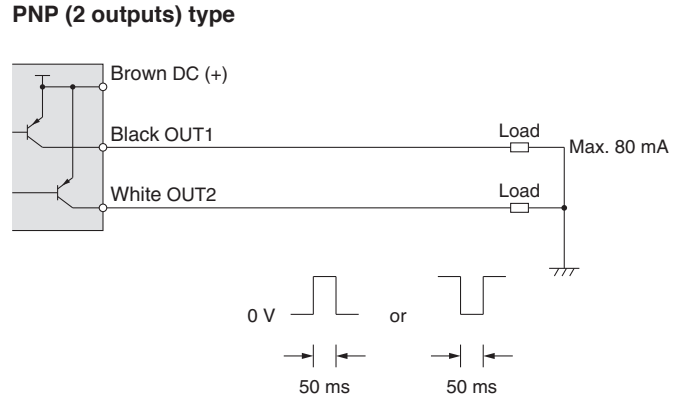 PNP (2 outputs) type
Brown DC (+)
Black OUT1
Load
Max. 80 mA
White OUT2
Load
0 V
or
50 ms
50 ms